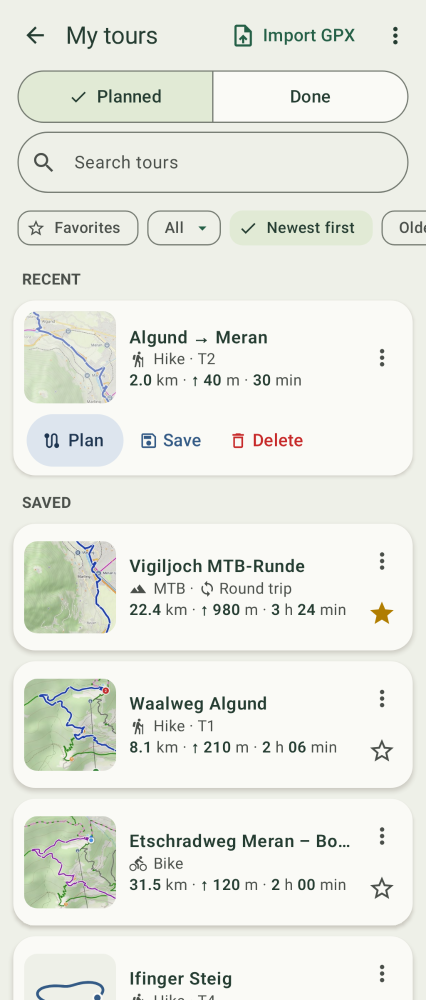 My tours
Import GPX
Planned
Done
Search tours
Favorites
All
Newest first
Olde
RECENT
Algund → Meran
Hike · T2
2.0 km · ↑ 40 m · 30 min
Plan
Save
Delete
SAVED
Vigiljoch MTB-Runde
MTB · Round trip
22.4 km · ↑ 980 m · 3 h 24 min
Waalweg Algund
Hike · T1
8.1 km · ↑ 210 m · 2 h 06 min
Etschradweg Meran – Bo...
Bike
31.5 km · ↑ 120 m · 2 h 00 min
Ifinger Steig
Hike · T4